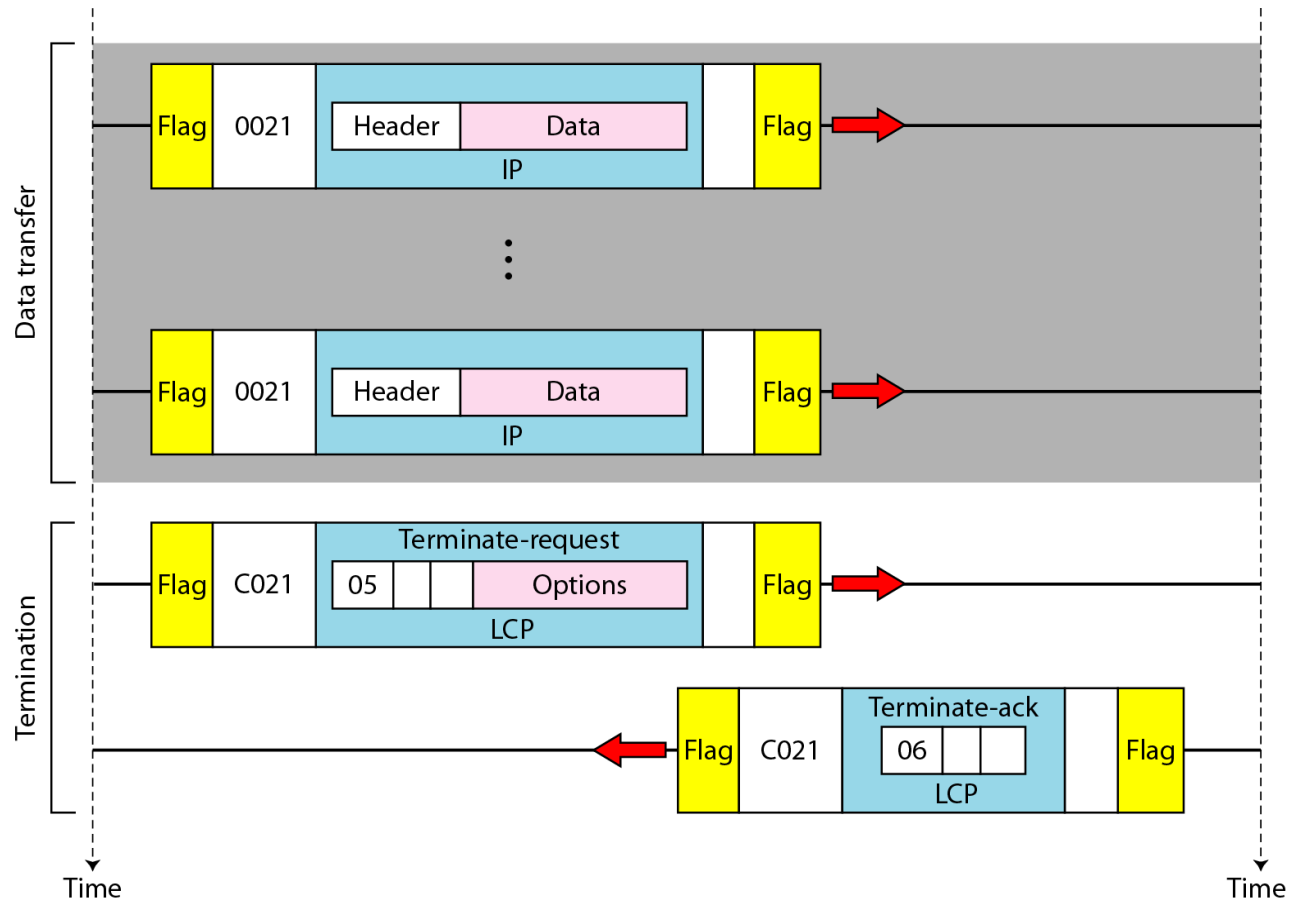 Data transfer
Flag 0021 Header Data Flag
IP
Flag 0021 Header Data Flag
IP
Termination
Terminate-request
Flag C021 05 Options Flag
LCP
Terminate-ack
Flag C021 06 Flag
LCP
Time Time